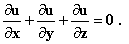 ∂u/∂x + ∂u/∂y + ∂u/∂z = 0 .